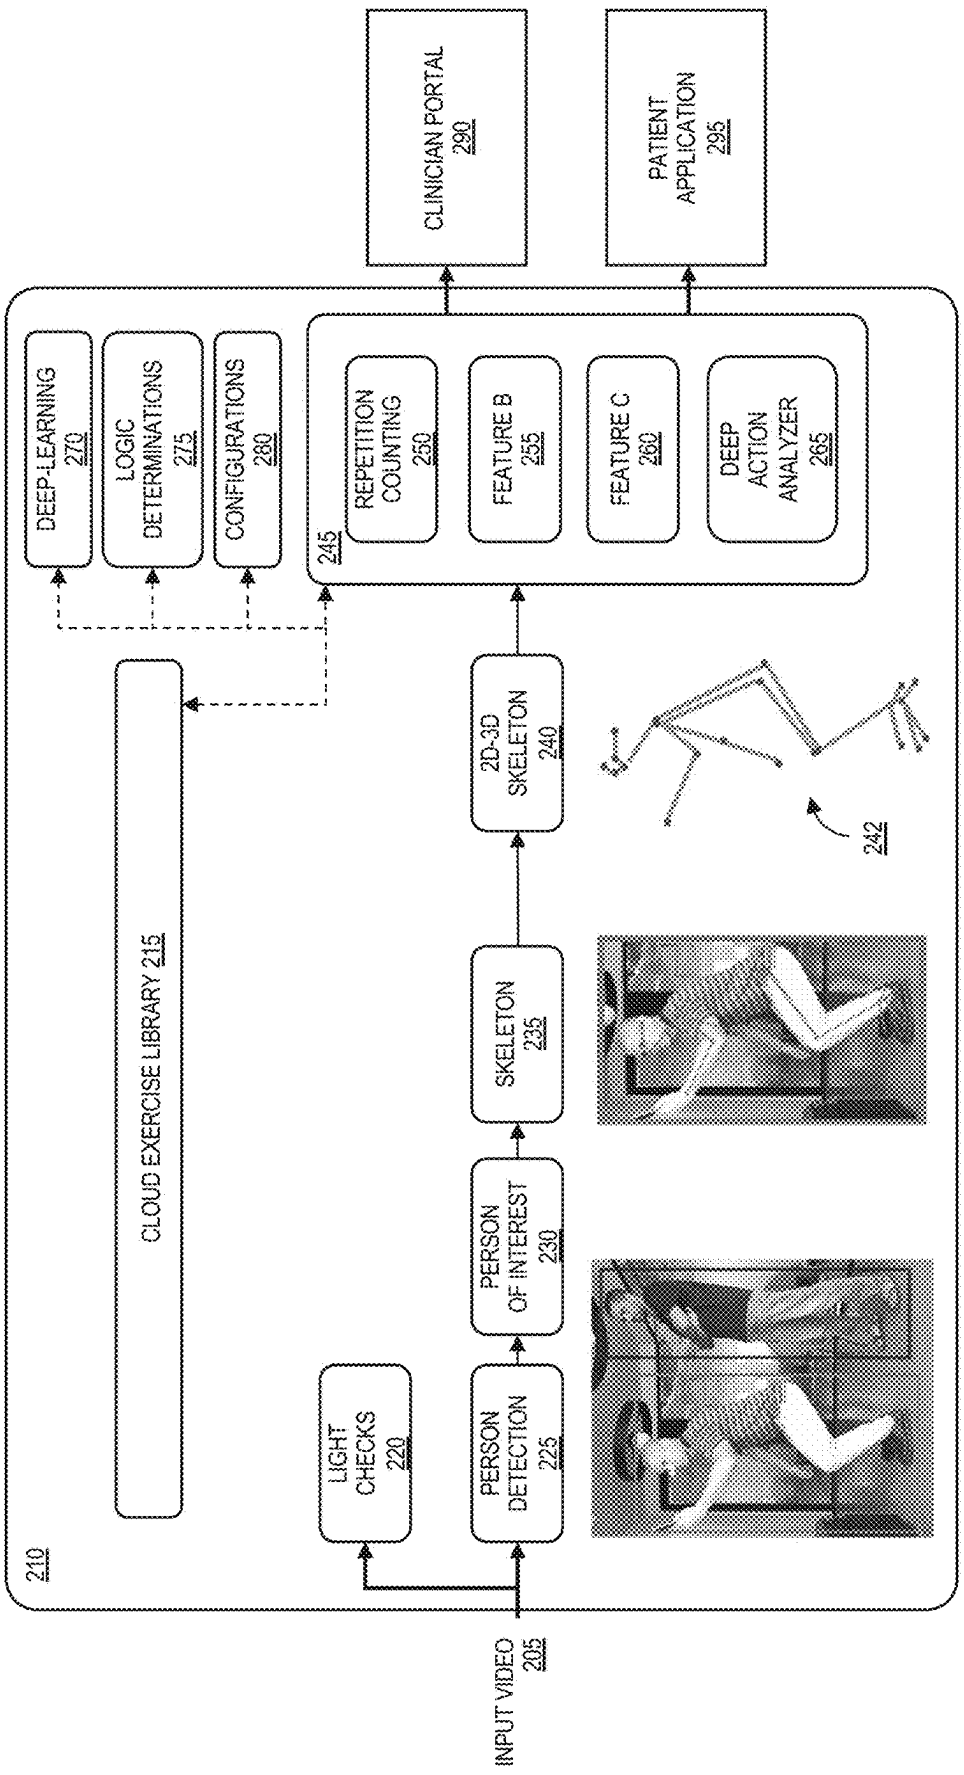 210
CLOUD EXERCISE LIBRARY 215
DEEP-LEARNING
270
LOGIC
DETERMINATIONS
275
CONFIGURATIONS
280
INPUT VIDEO
205
LIGHT
CHECKS
220
PERSON
DETECTION
225
PERSON
OF INTEREST
230
SKELETON
235
2D-3D
SKELETON
240
242
245
REPETITION
COUNTING
250
FEATURE B
255
FEATURE C
260
DEEP
ACTION
ANALYZER
265
CLINICIAN PORTAL
290
PATIENT
APPLICATION
295